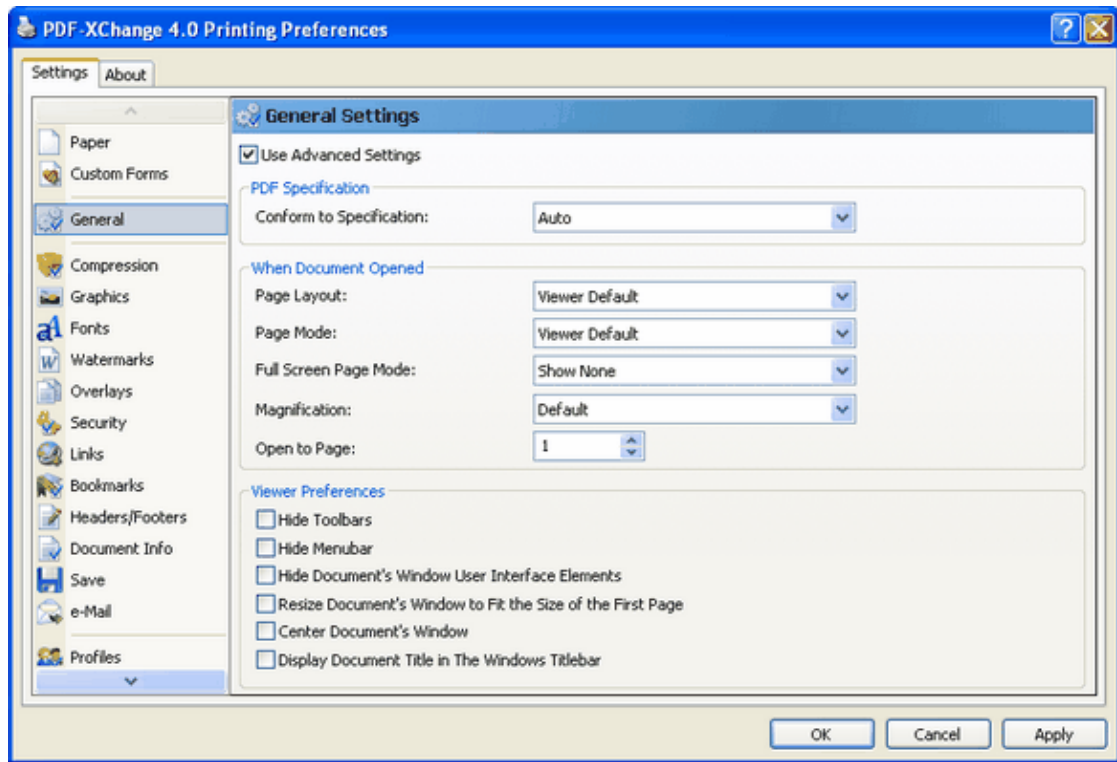 PDF-XChange 4.0 Printing Preferences
Settings
About
Paper
Custom Forms
General
Compression
Graphics
Fonts
Watermarks
Overlays
Security
Links
Bookmarks
Headers/Footers
Document Info
Save
e-Mail
Profiles
General Settings
Use Advanced Settings
PDF Specification
Conform to Specification: Auto
When Document Opened
Page Layout: Viewer Default
Page Mode: Viewer Default
Full Screen Page Mode: Show None
Magnification: Default
Open to Page: 1
Viewer Preferences
Hide Toolbars
Hide Menubar
Hide Document's Window User Interface Elements
Resize Document's Window to Fit the Size of the First Page
Center Document's Window
Display Document Title in The Windows Titlebar
OK Cancel Apply